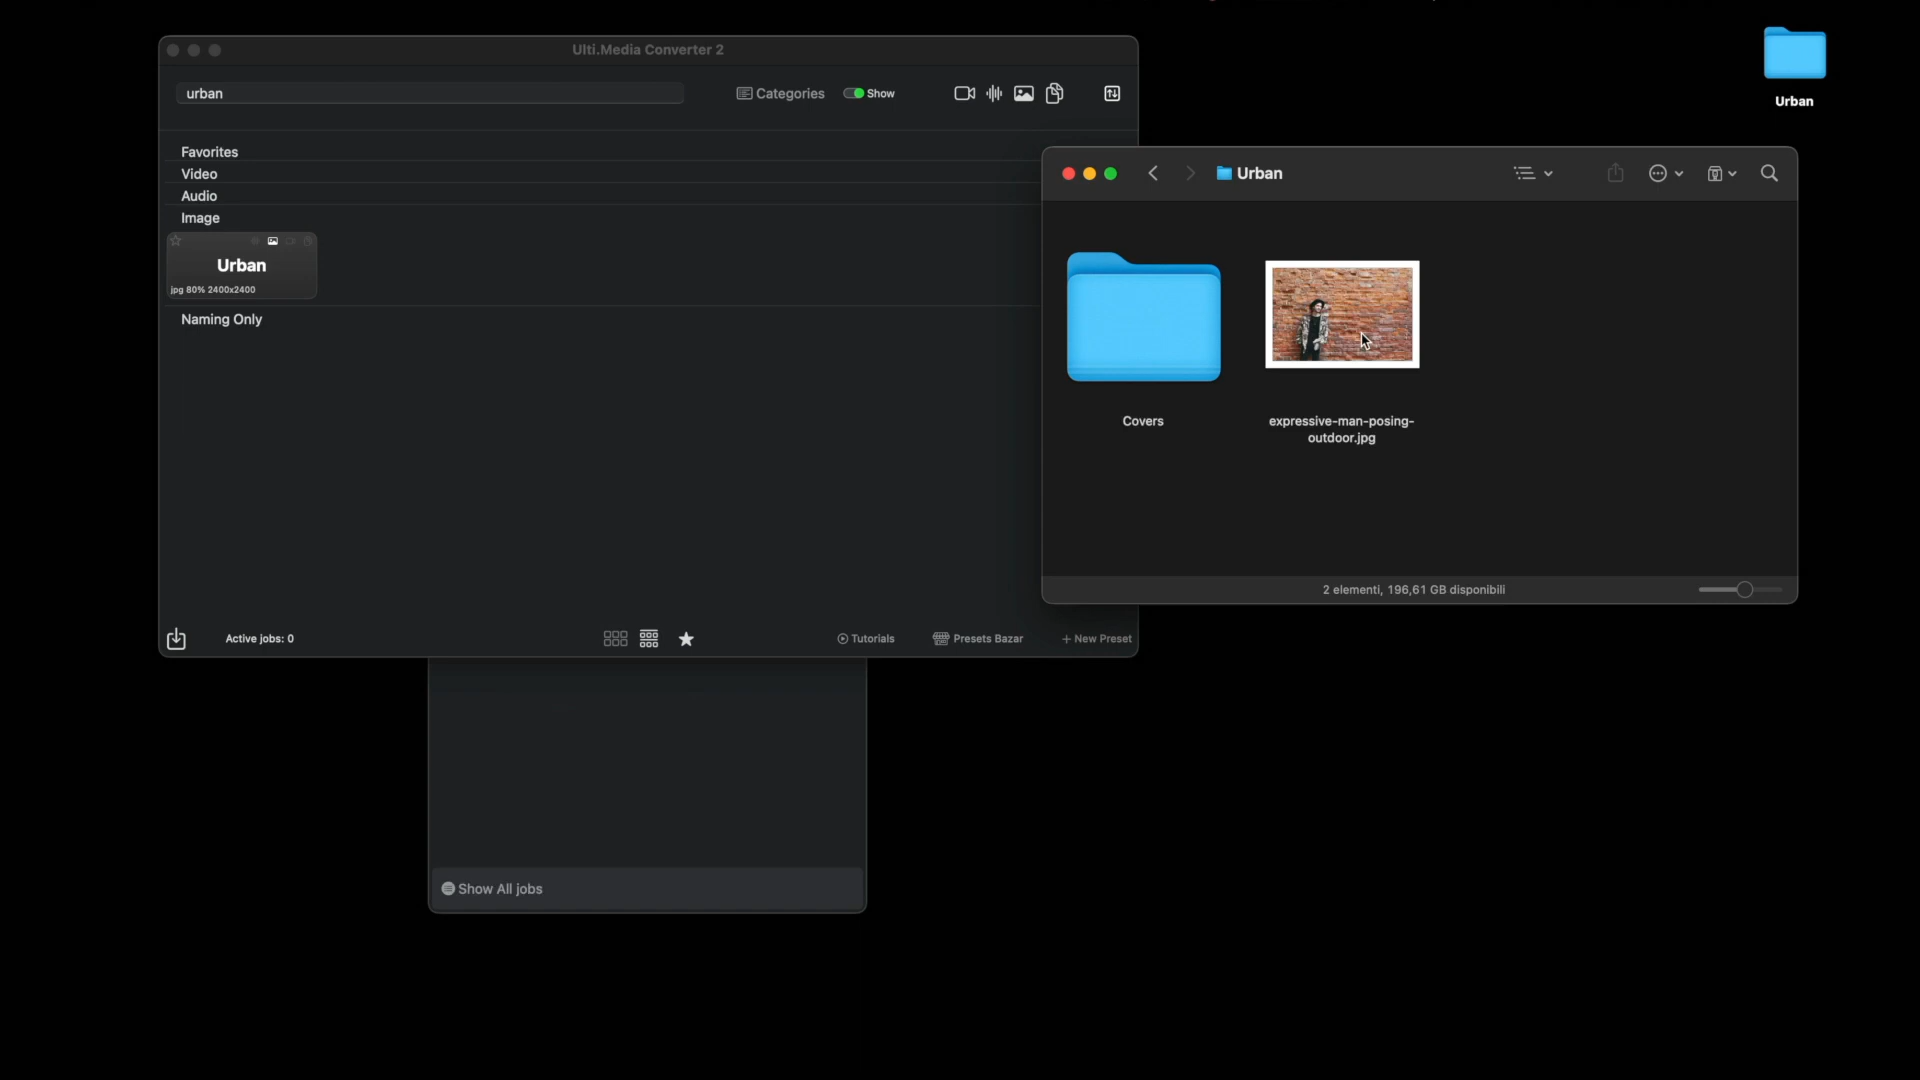 Ulti.Media Converter 2
urban
Categories
Show
Urban
Favorites
Video
Audio
Image
Urban
jpg 80% 2400x2400
Naming Only
Urban
Covers
expressive-man-posing-
outdoor.jpg
2 elementi, 196,61 GB disponibili
Active jobs: 0
Tutorials
Presets Bazar
+ New Preset
Show All jobs